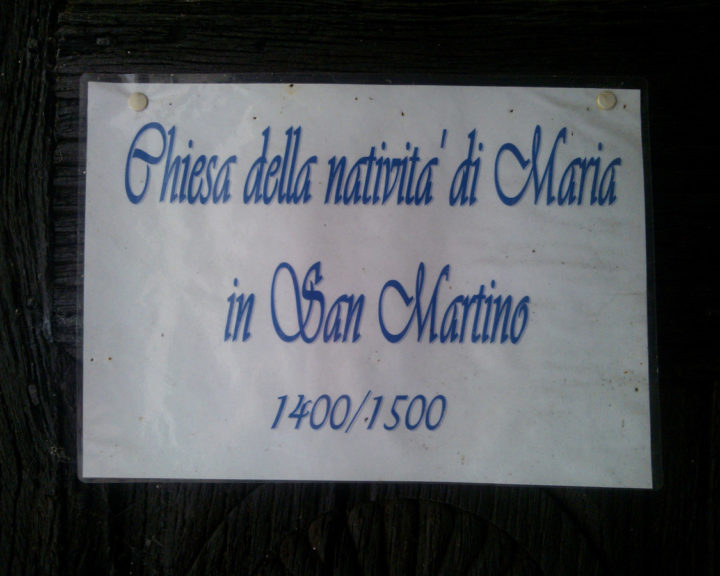 Chiesa della nativita' di Maria
in San Martino
1400/1500